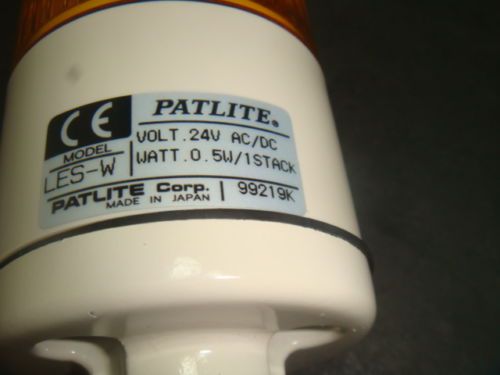 CE PATLITE®
MODEL VOLT.24V AC/DC
LES-W WATT.0.5W/1STACK
PATLITE Corp. 99219K
MADE IN JAPAN